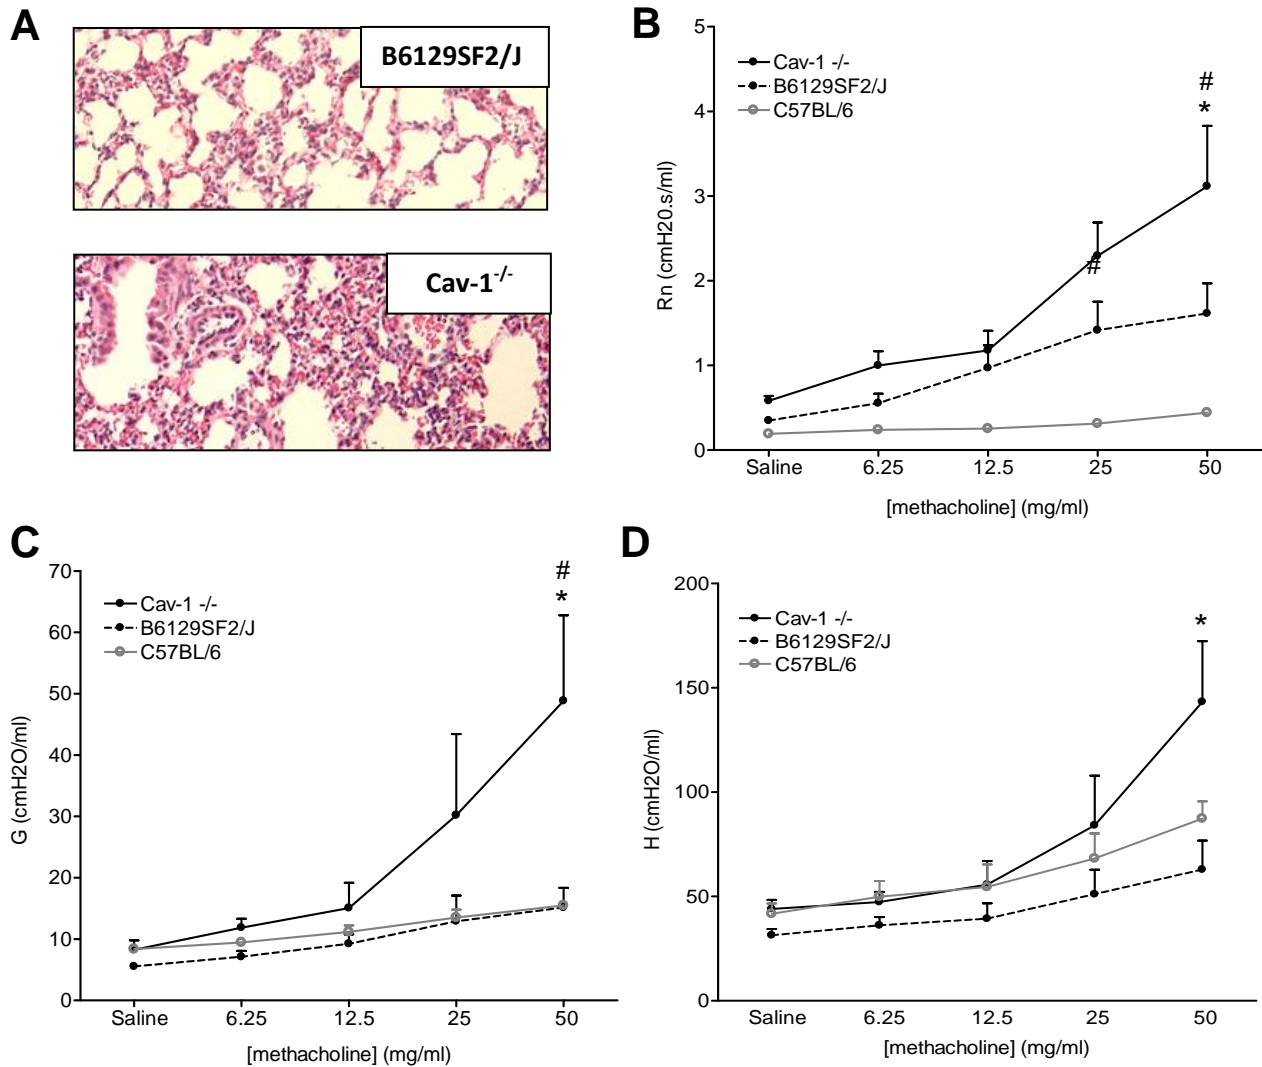 A
B6129SF2/J
Cav-1-/-
B
5
4
3
2
1
0
Rn (cmH20.s/ml)
Cav-1 -/-
B6129SF2/J
C57BL/6
#
*
#
Saline 6.25 12.5 25 50
[methacholine] (mg/ml)
C
70
60
50
40
30
20
10
0
G (cmH2O/ml)
Cav-1 -/-
B6129SF2/J
C57BL/6
#
*
Saline 6.25 12.5 25 50
[methacholine] (mg/ml)
D
200
150
100
50
0
H (cmH2O/ml)
Cav-1 -/-
B6129SF2/J
C57BL/6
*
Saline 6.25 12.5 25 50
[methacholine] (mg/ml)